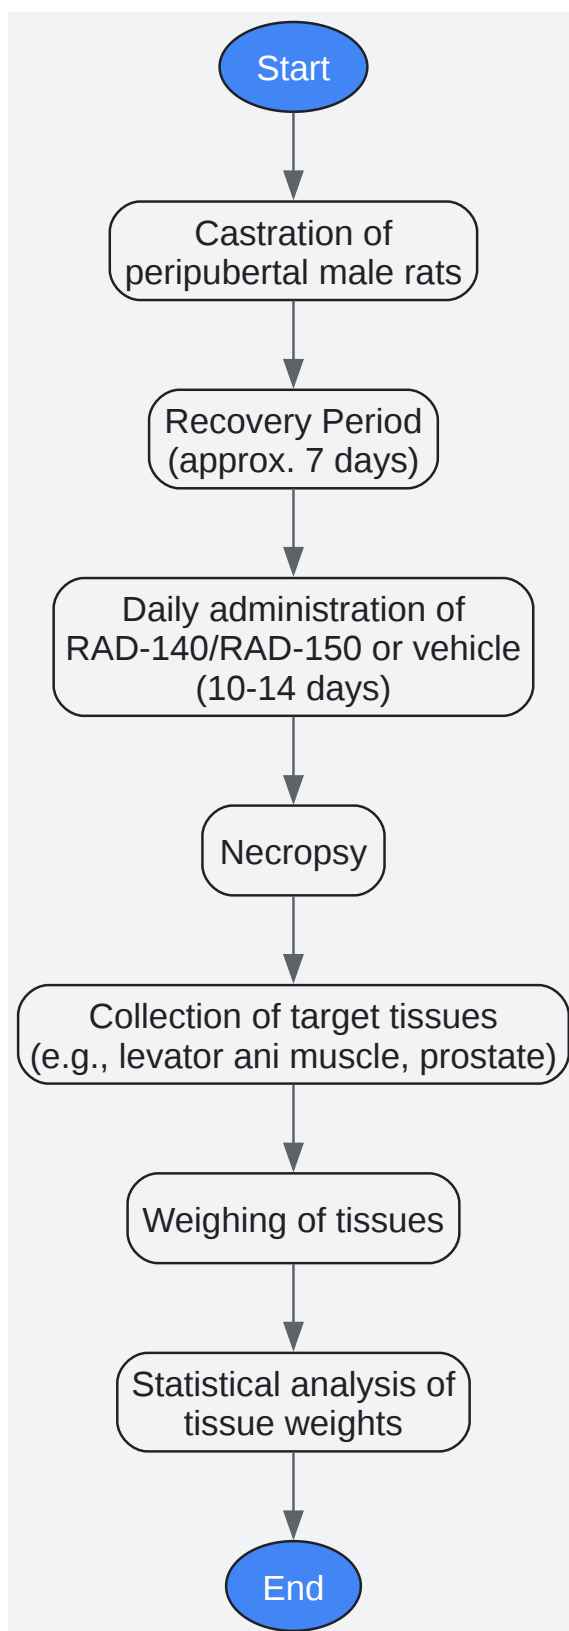 Start
Castration of
peripubertal male rats
Recovery Period
(approx. 7 days)
Daily administration of
RAD-140/RAD-150 or vehicle
(10-14 days)
Necropsy
Collection of target tissues
(e.g., levator ani muscle, prostate)
Weighing of tissues
Statistical analysis of
tissue weights
End